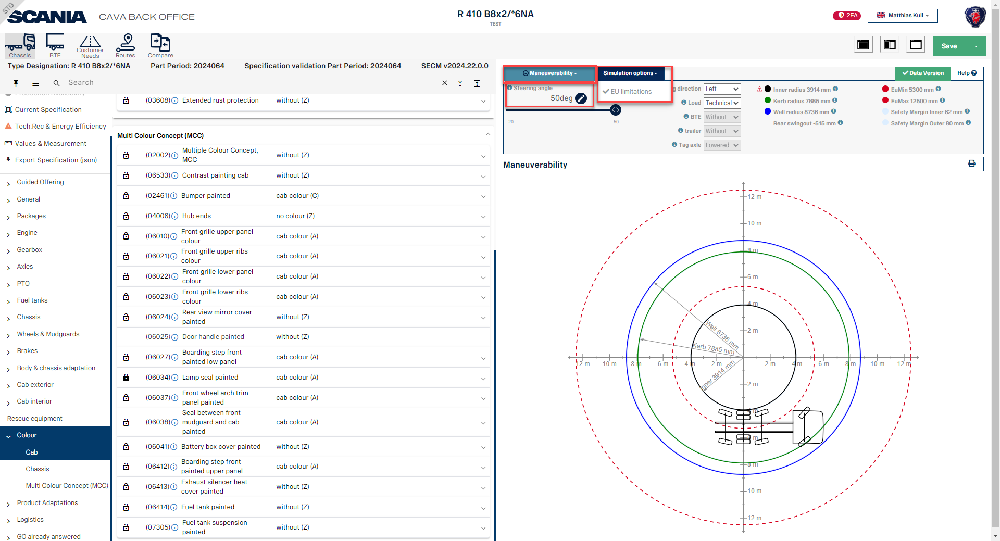 STG
SCANIA
CAVA BACK OFFICE
R 410 B8x2/*6NA
TEST
2FA
Matthias Kull
Chassis
BTE
Customer Needs
Routes
Compare
Save
Type Designation: R 410 B8x2/*6NA
Part Period: 2024064
Specification validation Part Period: 2024064
SECM v2024.22.0.0
Search
Production Availability
Current Specification
Tech.Rec & Energy Efficiency
Values & Measurement
Export Specification (json)
Guided Offering
General
Packages
Engine
Gearbox
Axles
PTO
Fuel tanks
Chassis
Wheels & Mudguards
Brakes
Body & chassis adaptation
Cab exterior
Cab interior
Rescue equipment
Colour
Cab
Chassis
Multi Colour Concept (MCC)
Product Adaptations
Logistics
GO already answered
(03608) Extended rust protection without (Z)
Multi Colour Concept (MCC)
(02002) Multiple Colour Concept, MCC without (Z)
(06533) Contrast painting cab without (Z)
(02461) Bumper painted cab colour (C)
(04006) Hub ends no colour (Z)
(06010) Front grille upper panel colour cab colour (A)
(06021) Front grille upper ribs colour cab colour (A)
(06022) Front grille lower panel colour cab colour (A)
(06023) Front grille lower ribs colour cab colour (A)
(06024) Rear view mirror cover painted without (Z)
(06025) Door handle painted without (Z)
(06027) Boarding step front painted low panel cab colour (A)
(06034) Lamp seal painted cab colour (A)
(06037) Front wheel arch trim panel painted cab colour (A)
(06038) Seal between front mudguard and cab painted cab colour (A)
(06041) Battery box cover painted without (Z)
(06412) Boarding step front painted upper panel cab colour (A)
(06413) Exhaust silencer heat cover painted without (Z)
(06414) Fuel tank painted without (Z)
(07305) Fuel tank suspension painted without (Z)
Maneuverability
Simulation options
Data Version
Help
Steering angle
50deg
20
50
EU limitations
g direction Left
Load Technical
BTE Without
trailer Without
Tag axle Lowered
Inner radius 3914 mm
Kerb radius 7885 mm
Wall radius 8736 mm
Rear swingout -515 mm
EuMin 5300 mm
EuMax 12500 mm
Safety Margin Inner 62 mm
Safety Margin Outer 80 mm
Maneuverability
12 m
10 m
8 m
6 m
4 m
2 m
Wall 8736 mm
Kerb 7885 mm
Inner 3914 mm
12 m
10 m
8 m
6 m
4 m
2 m
2 m
4 m
6 m
8 m
10 m
12 m
2 m
4 m
6 m
8 m
10 m
12 m